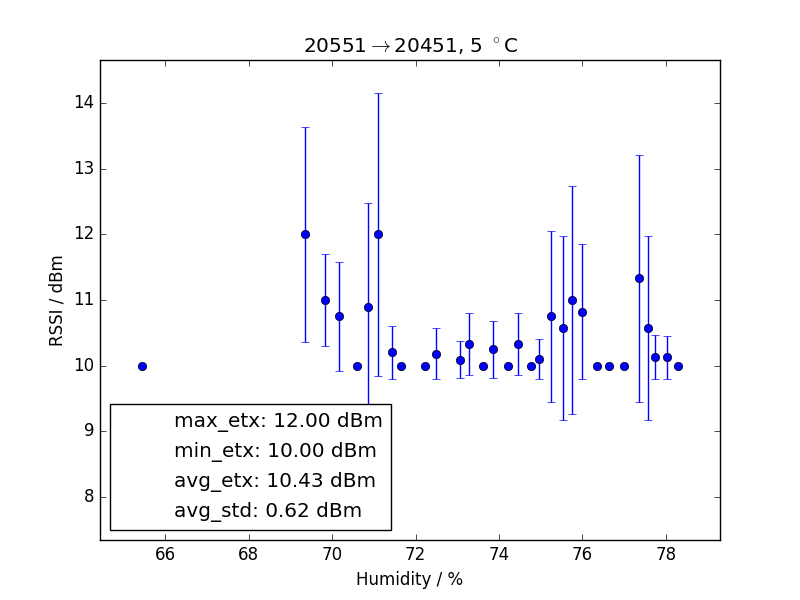 20551→20451, 5 °C
14
13
12
11
10
9
8
RSSI / dBm
max_etx: 12.00 dBm
min_etx: 10.00 dBm
avg_etx: 10.43 dBm
avg_std: 0.62 dBm
66 68 70 72 74 76 78
Humidity / %